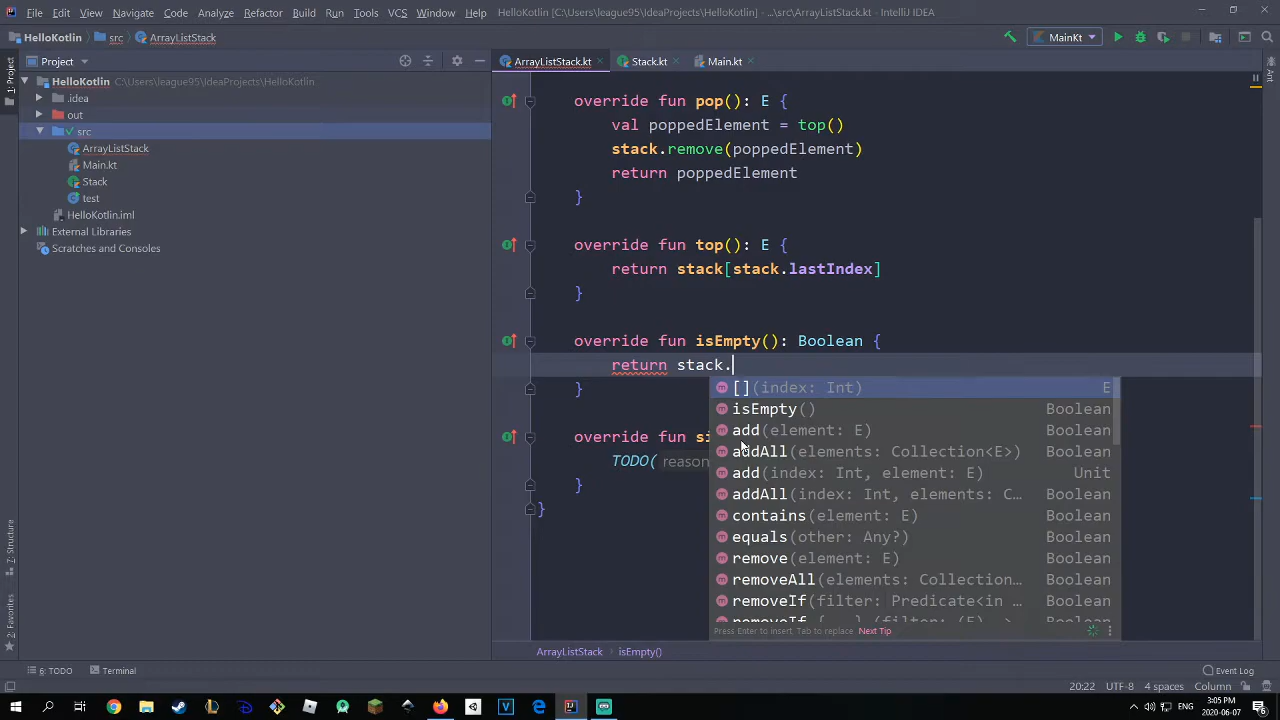 File Edit View Navigate Code Analyze Refactor Build Run Tools VCS Window Help HelloKotlin [C:\Users\league95\IdeaProjects\HelloKotlin] - ...\src\ArrayListStack.kt - IntelliJ IDEA
HelloKotlin src ArrayListStack MainKt
Project ArrayListStack.kt Stack.kt Main.kt
1: Project
Ant
HelloKotlin C:\Users\league95\IdeaProjects\HelloKotlin
.idea
out
src
ArrayListStack
Main.kt
Stack
test
HelloKotlin.iml
External Libraries
Scratches and Consoles
override fun pop(): E {
val poppedElement = top()
stack.remove(poppedElement)
return poppedElement
}
override fun top(): E {
return stack[stack.lastIndex]
}
override fun isEmpty(): Boolean {
return stack.
}
[](index: Int) E
isEmpty() Boolean
add(element: E) Boolean
addAll(elements: Collection<E>) Boolean
add(index: Int, element: E) Unit
addAll(index: Int, elements: C... Boolean
contains(element: E) Boolean
equals(other: Any?) Boolean
remove(element: E) Boolean
removeAll(elements: Collection... Boolean
removeIf(filter: Predicate<in ... Boolean
Press Enter to insert, Tab to replace Next Tip
override fun si
TODO( reason
}
}
7: Structure
2: Favorites
ArrayListStack isEmpty()
6: TODO Terminal Event Log
20:22 UTF-8 4 spaces Column
ENG 3:05 PM
2020-06-07